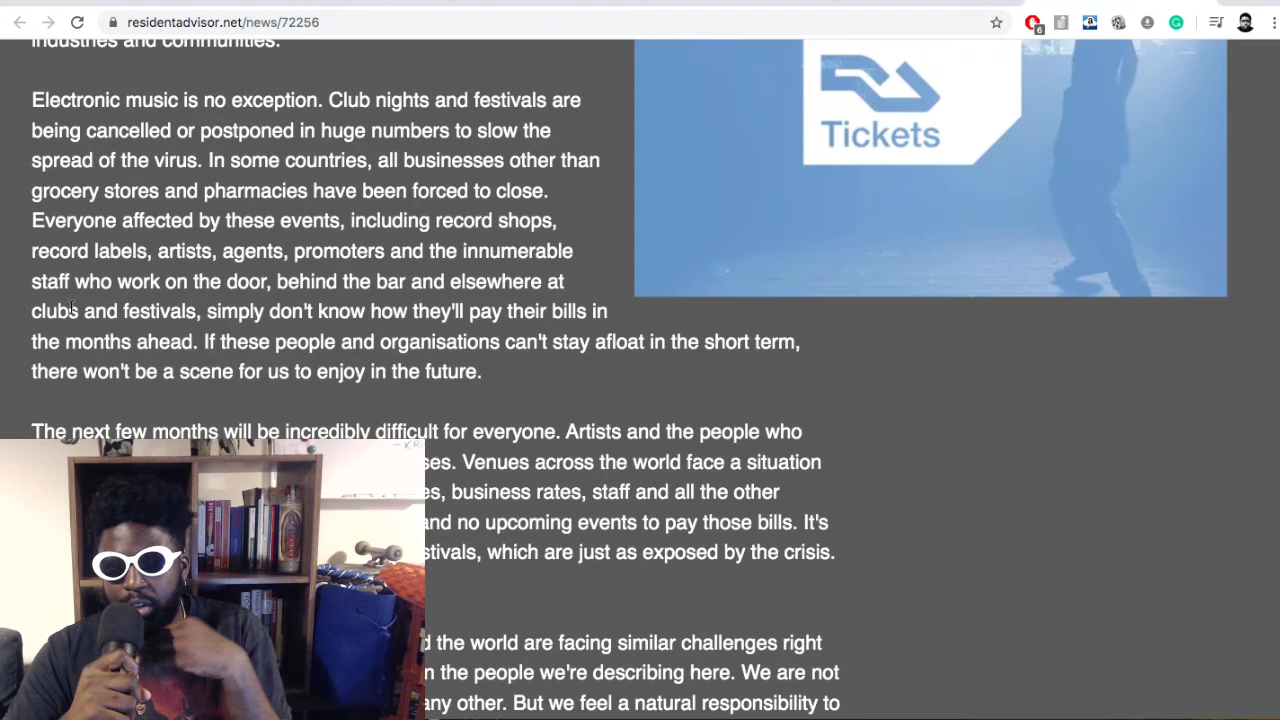 residentadvisor.net/news/72256
6
industries and communities.
Tickets
Electronic music is no exception. Club nights and festivals are
being cancelled or postponed in huge numbers to slow the
spread of the virus. In some countries, all businesses other than
grocery stores and pharmacies have been forced to close.
Everyone affected by these events, including record shops,
record labels, artists, agents, promoters and the innumerable
staff who work on the door, behind the bar and elsewhere at
clubs and festivals, simply don't know how they'll pay their bills in
the months ahead. If these people and organisations can't stay afloat in the short term,
there won't be a scene for us to enjoy in the future.
The next few months will be incredibly difficult for everyone. Artists and the people who
ses. Venues across the world face a situation
es, business rates, staff and all the other
and no upcoming events to pay those bills. It's
stivals, which are just as exposed by the crisis.
d the world are facing similar challenges right
n the people we're describing here. We are not
any other. But we feel a natural responsibility to